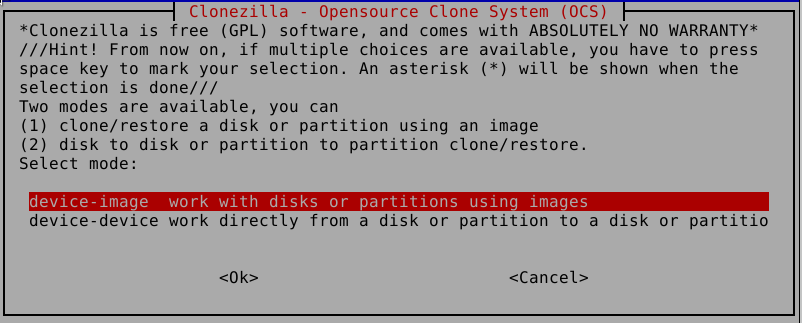 Clonezilla - Opensource Clone System (OCS)
*Clonezilla is free (GPL) software, and comes with ABSOLUTELY NO WARRANTY*
///Hint! From now on, if multiple choices are available, you have to press
space key to mark your selection. An asterisk (*) will be shown when the
selection is done///
Two modes are available, you can
(1) clone/restore a disk or partition using an image
(2) disk to disk or partition to partition clone/restore.
Select mode:
device-image  work with disks or partitions using images
device-device work directly from a disk or partition to a disk or partitio
<Ok> <Cancel>